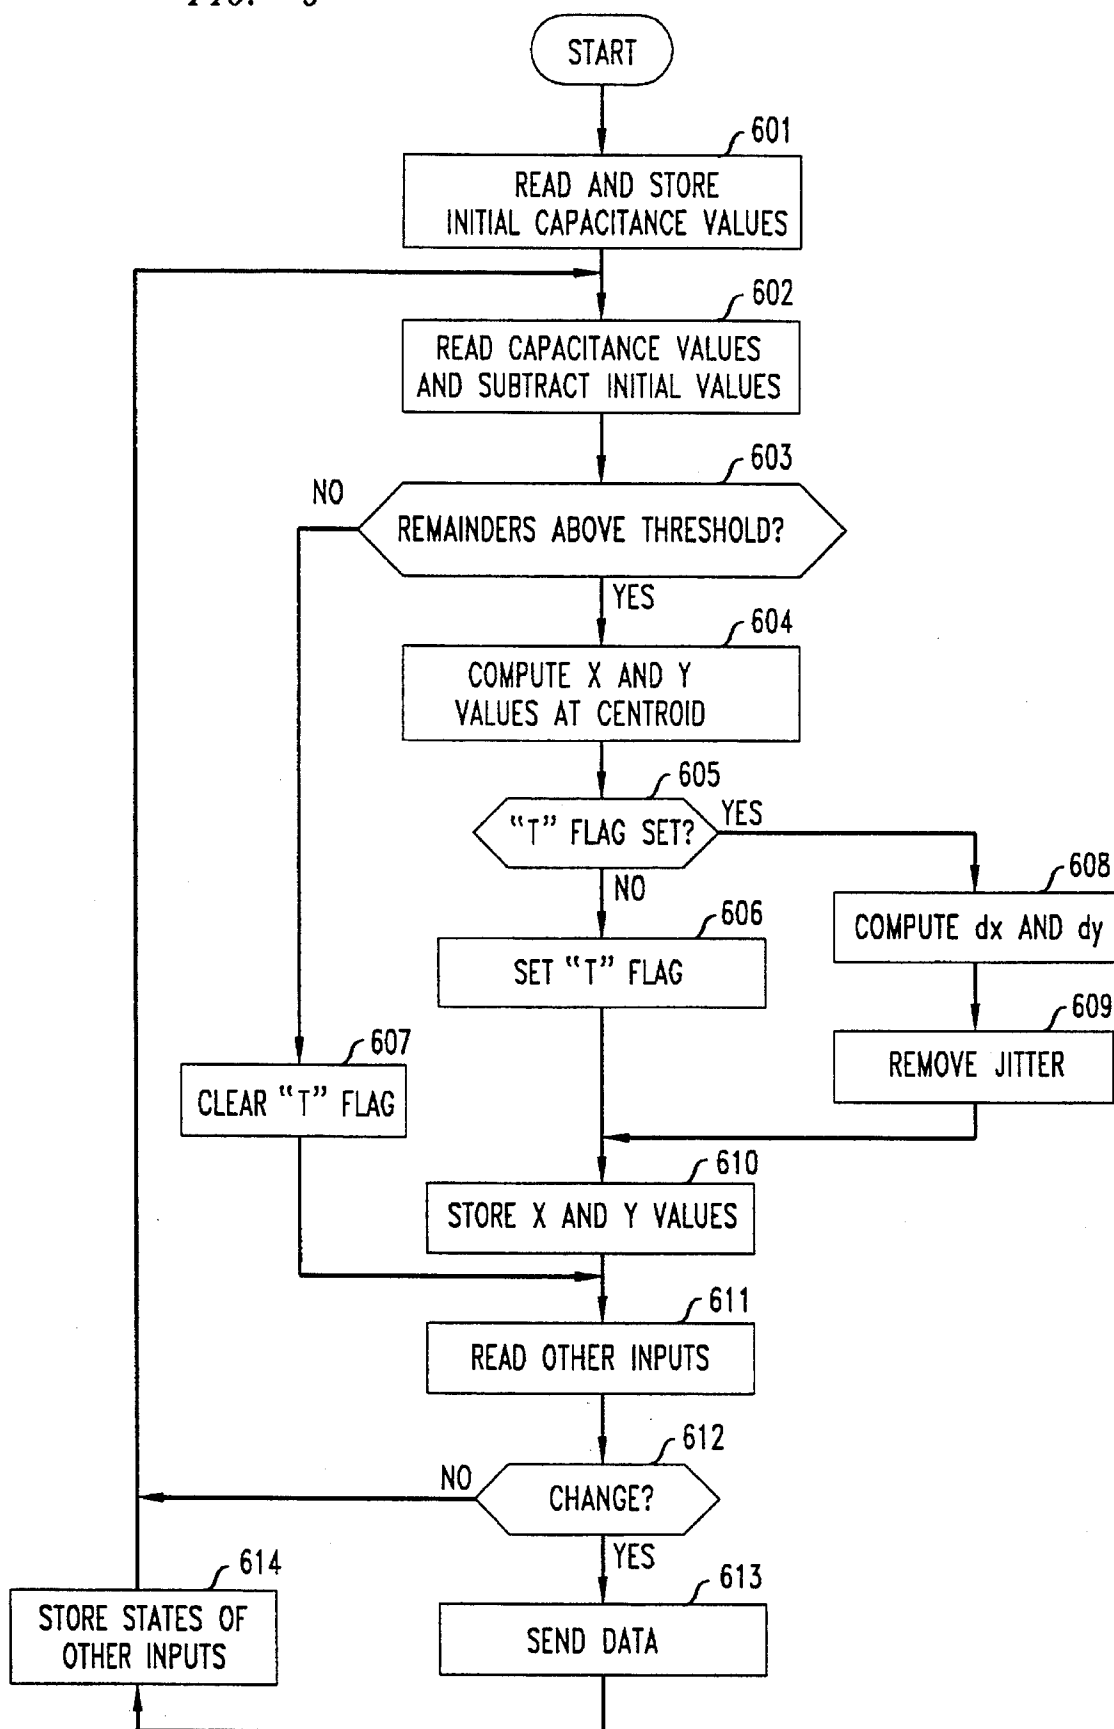 START
601
READ AND STORE
INITIAL CAPACITANCE VALUES
602
READ CAPACITANCE VALUES
AND SUBTRACT INITIAL VALUES
603
NO
REMAINDERS ABOVE THRESHOLD?
YES
604
COMPUTE X AND Y
VALUES AT CENTROID
605
"T" FLAG SET?
YES
NO
608
COMPUTE dx AND dy
606
SET "T" FLAG
609
REMOVE JITTER
607
CLEAR "T" FLAG
610
STORE X AND Y VALUES
611
READ OTHER INPUTS
612
NO
CHANGE?
YES
614
STORE STATES OF
OTHER INPUTS
613
SEND DATA